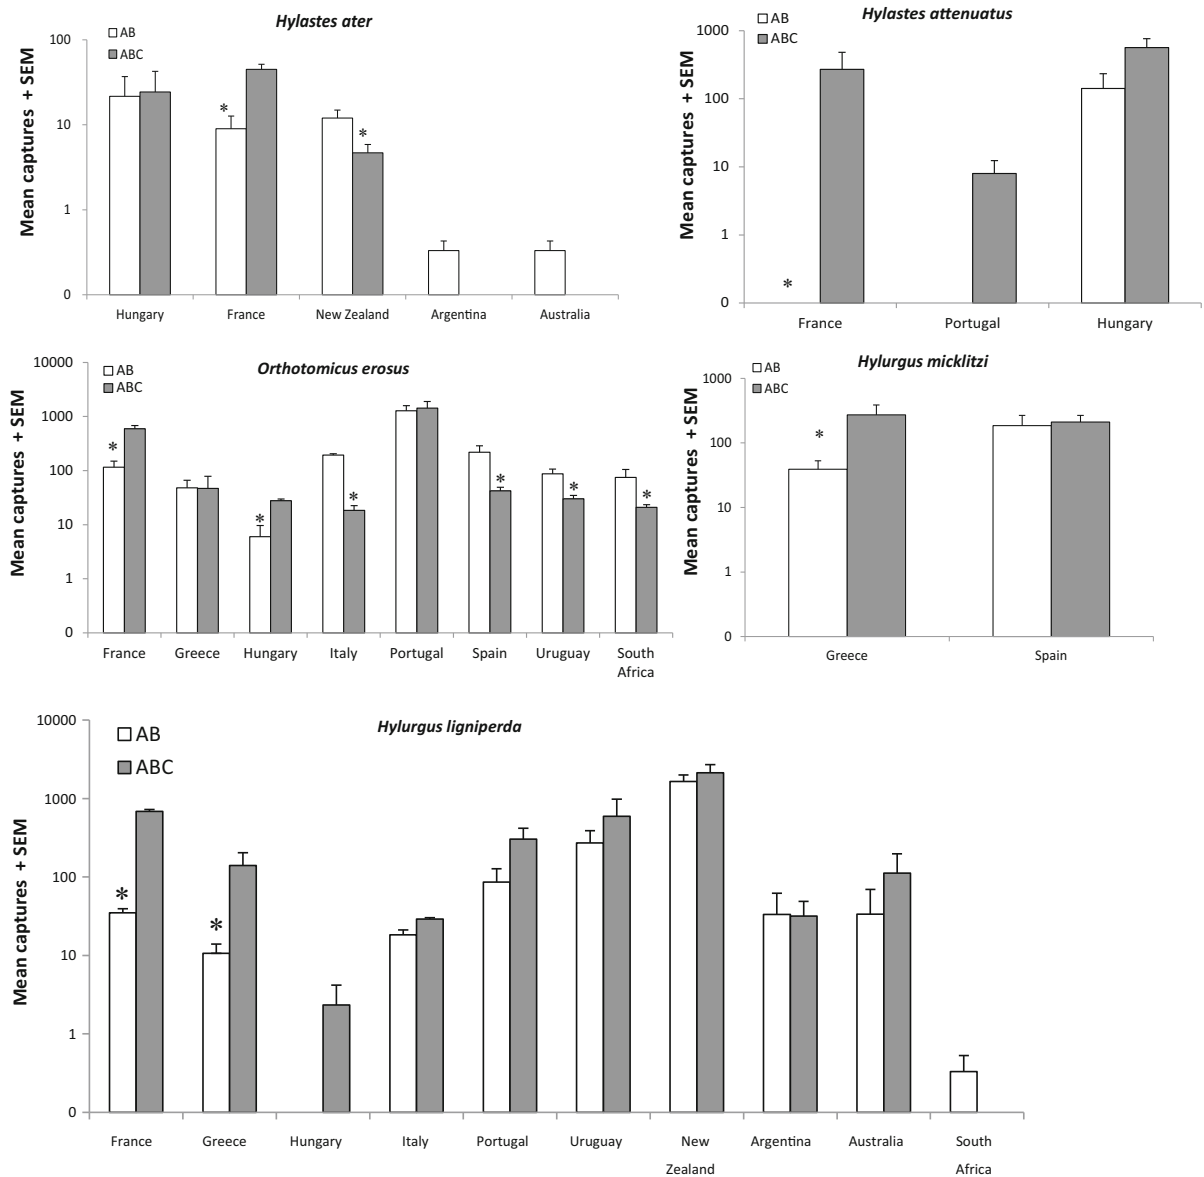 Hylastes ater
AB
ABC
Mean captures + SEM
100
10
1
0
*
*
Hungary France New Zealand Argentina Australia
Hylastes attenuatus
AB
ABC
Mean captures + SEM
1000
100
10
1
0
*
France Portugal Hungary
Orthotomicus erosus
AB
ABC
Mean captures + SEM
10000
1000
100
10
1
0
*
*
*
*
*
*
France Greece Hungary Italy Portugal Spain Uruguay South
Africa
Hylurgus micklitzi
AB
ABC
Mean captures + SEM
1000
100
10
1
0
*
Greece Spain
Hylurgus ligniperda
AB
ABC
Mean captures + SEM
10000
1000
100
10
1
0
*
*
France Greece Hungary Italy Portugal Uruguay New Argentina Australia South
Zealand Africa